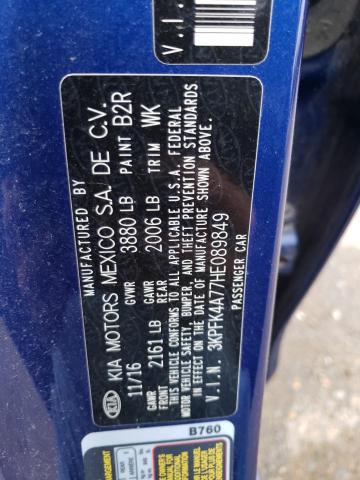 V.I.
MANUFACTURED BY
KIA MOTORS MEXICO S.A. DE C.V.
11/16 GVWR 3880 LB PAINT B2R
GAWR 2161 LB GAWR REAR 2006 LB TRIM WK
THIS VEHICLE CONFORMS TO ALL APPLICABLE U.S.A. FEDERAL
MOTOR VEHICLE SAFETY, BUMPER, AND THEFT PREVENTION STANDARDS
IN EFFECT ON THE DATE OF MANUFACTURE SHOWN ABOVE.
V.I.N. 3KPFK4A77HE089849
PASSENGER CAR
KIA
B760